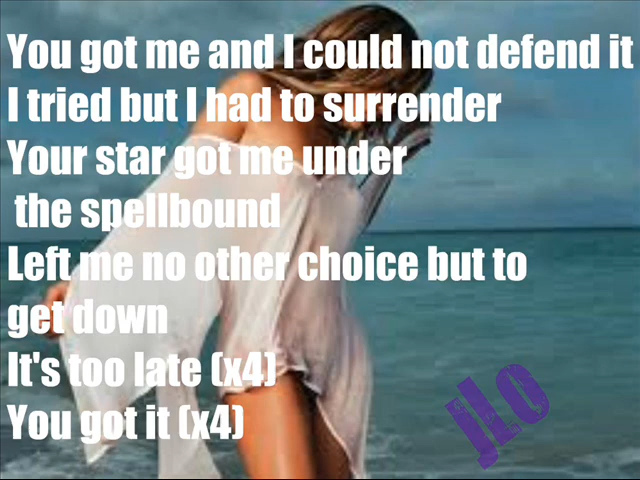 You got me and I could not defend it
I tried but I had to surrender
Your star got me under
the spellbound
Left me no other choice but to
get down
It's too late (x4)
You got it (x4)
jLo